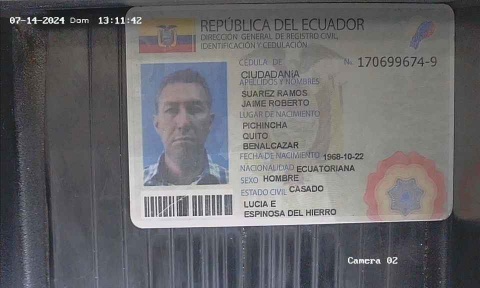 07-14-2024 Dom 13:11:42
REPÚBLICA DEL ECUADOR
DIRECCIÓN GENERAL DE REGISTRO CIVIL,
IDENTIFICACIÓN Y CEDULACIÓN
CÉDULA DE No. 170699674-9
CIUDADANÍA
APELLIDOS Y NOMBRES
SUAREZ RAMOS
JAIME ROBERTO
LUGAR DE NACIMIENTO
PICHINCHA
QUITO
BENALCAZAR
FECHA DE NACIMIENTO 1968-10-22
NACIONALIDAD ECUATORIANA
SEXO HOMBRE
ESTADO CIVIL CASADO
LUCIA E
ESPINOSA DEL HIERRO
Camera 02